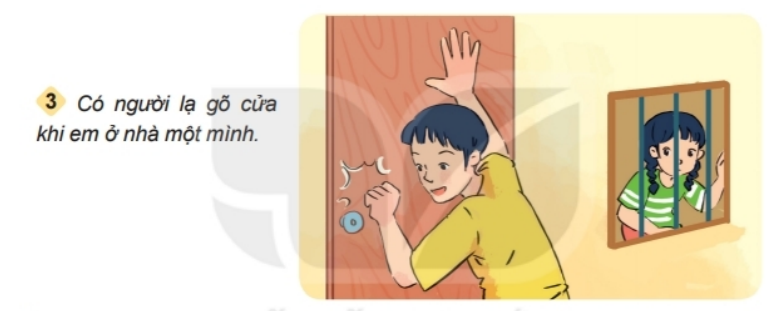 3 Có người lạ gõ cửa
khi em ở nhà một mình.